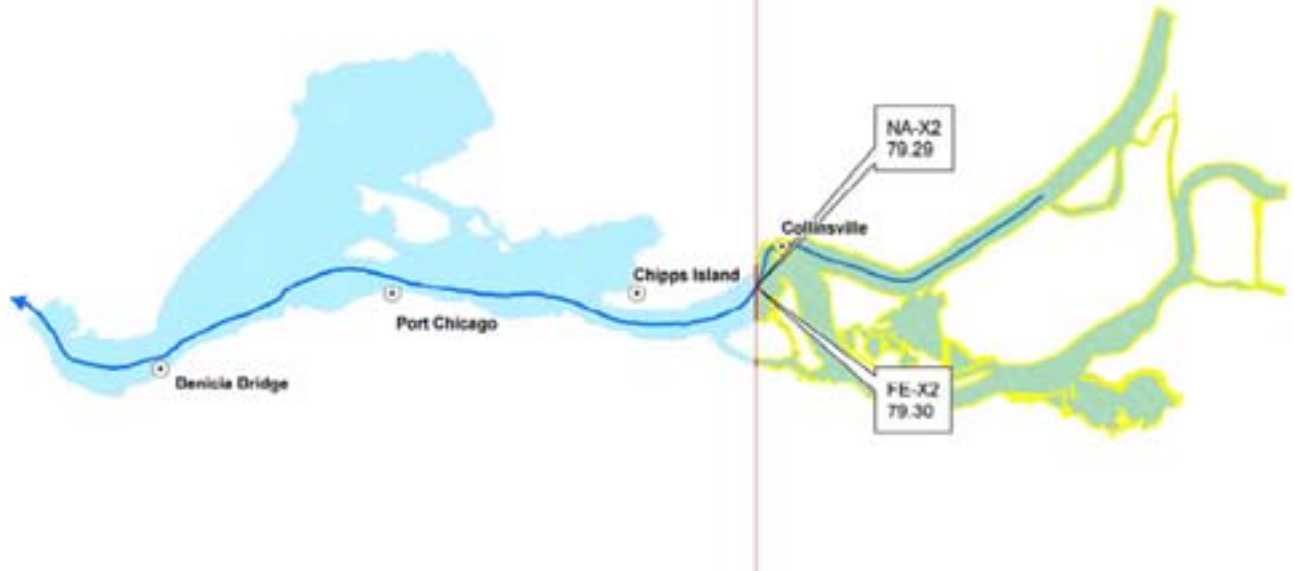 NA-X2
79.29
Collinsville
Chipps Island
Port Chicago
Benicia Bridge
FE-X2
79.30